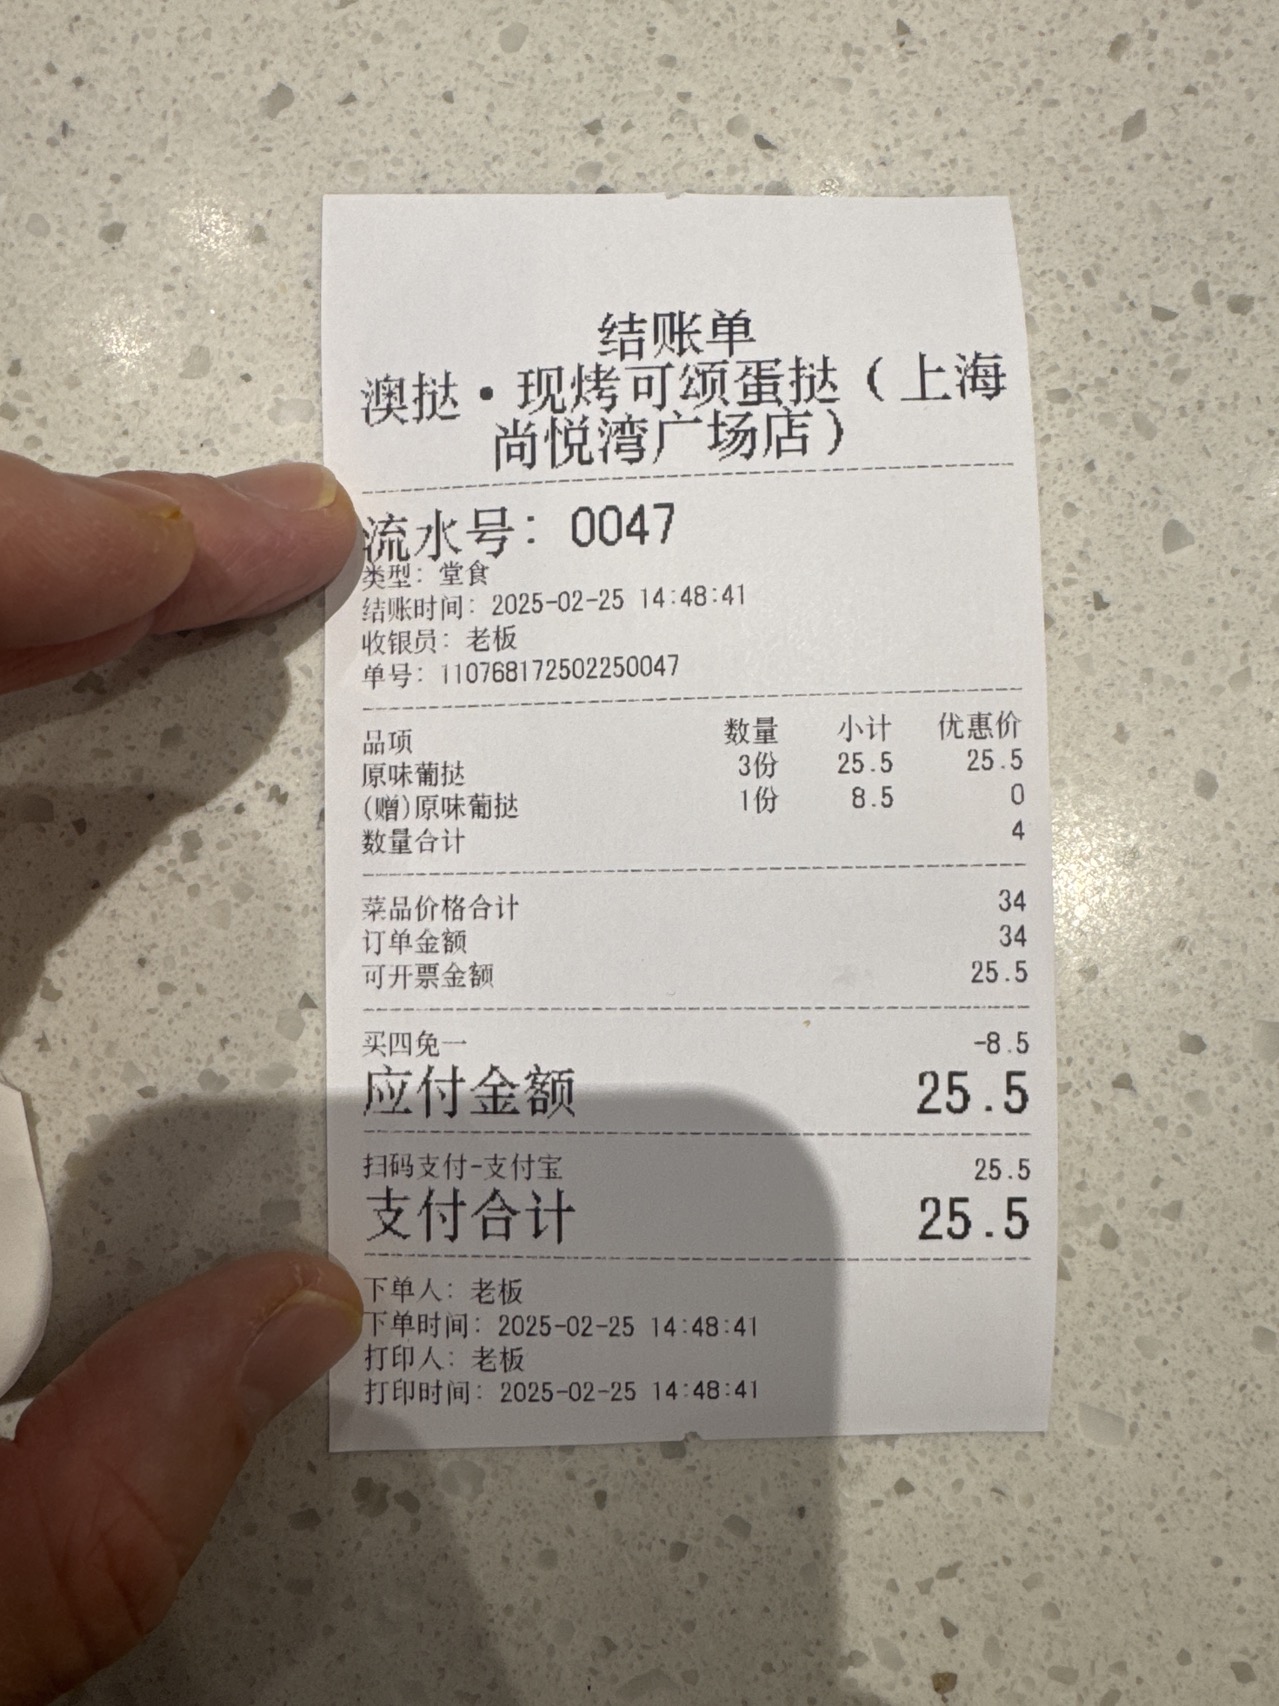 结账单
澳挞·现烤可颂蛋挞(上海
尚悦湾广场店)
流水号: 0047
类型: 堂食
结账时间: 2025-02-25 14:48:41
收银员: 老板
单号: 110768172502250047
品项 数量 小计 优惠价
原味葡挞 3份 25.5 25.5
(赠)原味葡挞 1份 8.5 0
数量合计 4
菜品价格合计 34
订单金额 34
可开票金额 25.5
买四免一 -8.5
应付金额 25.5
扫码支付-支付宝 25.5
支付合计 25.5
下单人: 老板
下单时间: 2025-02-25 14:48:41
打印人: 老板
打印时间: 2025-02-25 14:48:41